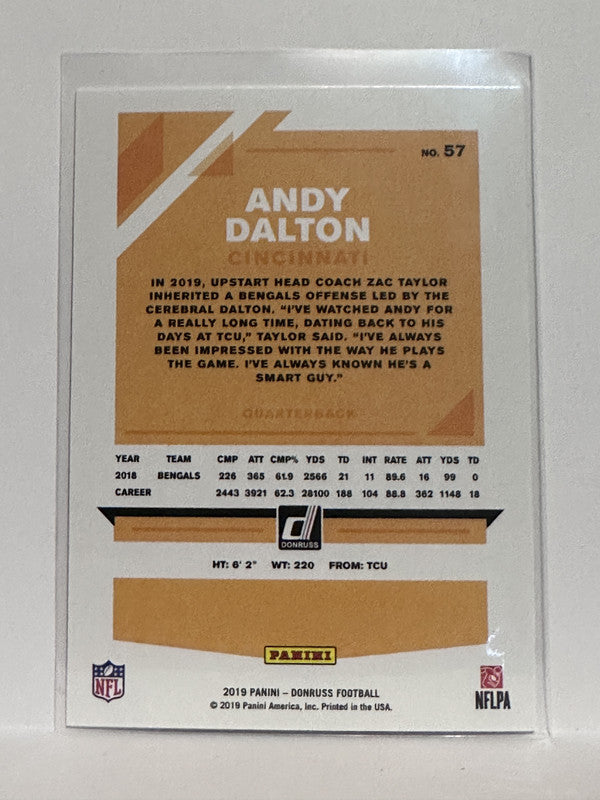 NO. 57
ANDY
DALTON
CINCINNATI
IN 2019, UPSTART HEAD COACH ZAC TAYLOR
INHERITED A BENGALS OFFENSE LED BY THE
CEREBRAL DALTON. “I’VE WATCHED ANDY FOR
A REALLY LONG TIME, DATING BACK TO HIS
DAYS AT TCU,” TAYLOR SAID. “I’VE ALWAYS
BEEN IMPRESSED WITH THE WAY HE PLAYS
THE GAME. I’VE ALWAYS KNOWN HE’S A
SMART GUY.”
QUARTERBACK
YEAR TEAM CMP ATT CMP% YDS TD INT RATE ATT YDS TD
2018 BENGALS 226 365 61.9 2566 21 11 89.6 16 99 0
CAREER 2443 3921 62.3 28100 188 104 88.8 362 1148 18
d
DONRUSS
HT: 6' 2" WT: 220 FROM: TCU
PANINI
NFL
2019 PANINI – DONRUSS FOOTBALL
© 2019 Panini America, Inc. Printed in the USA.
NFLPA